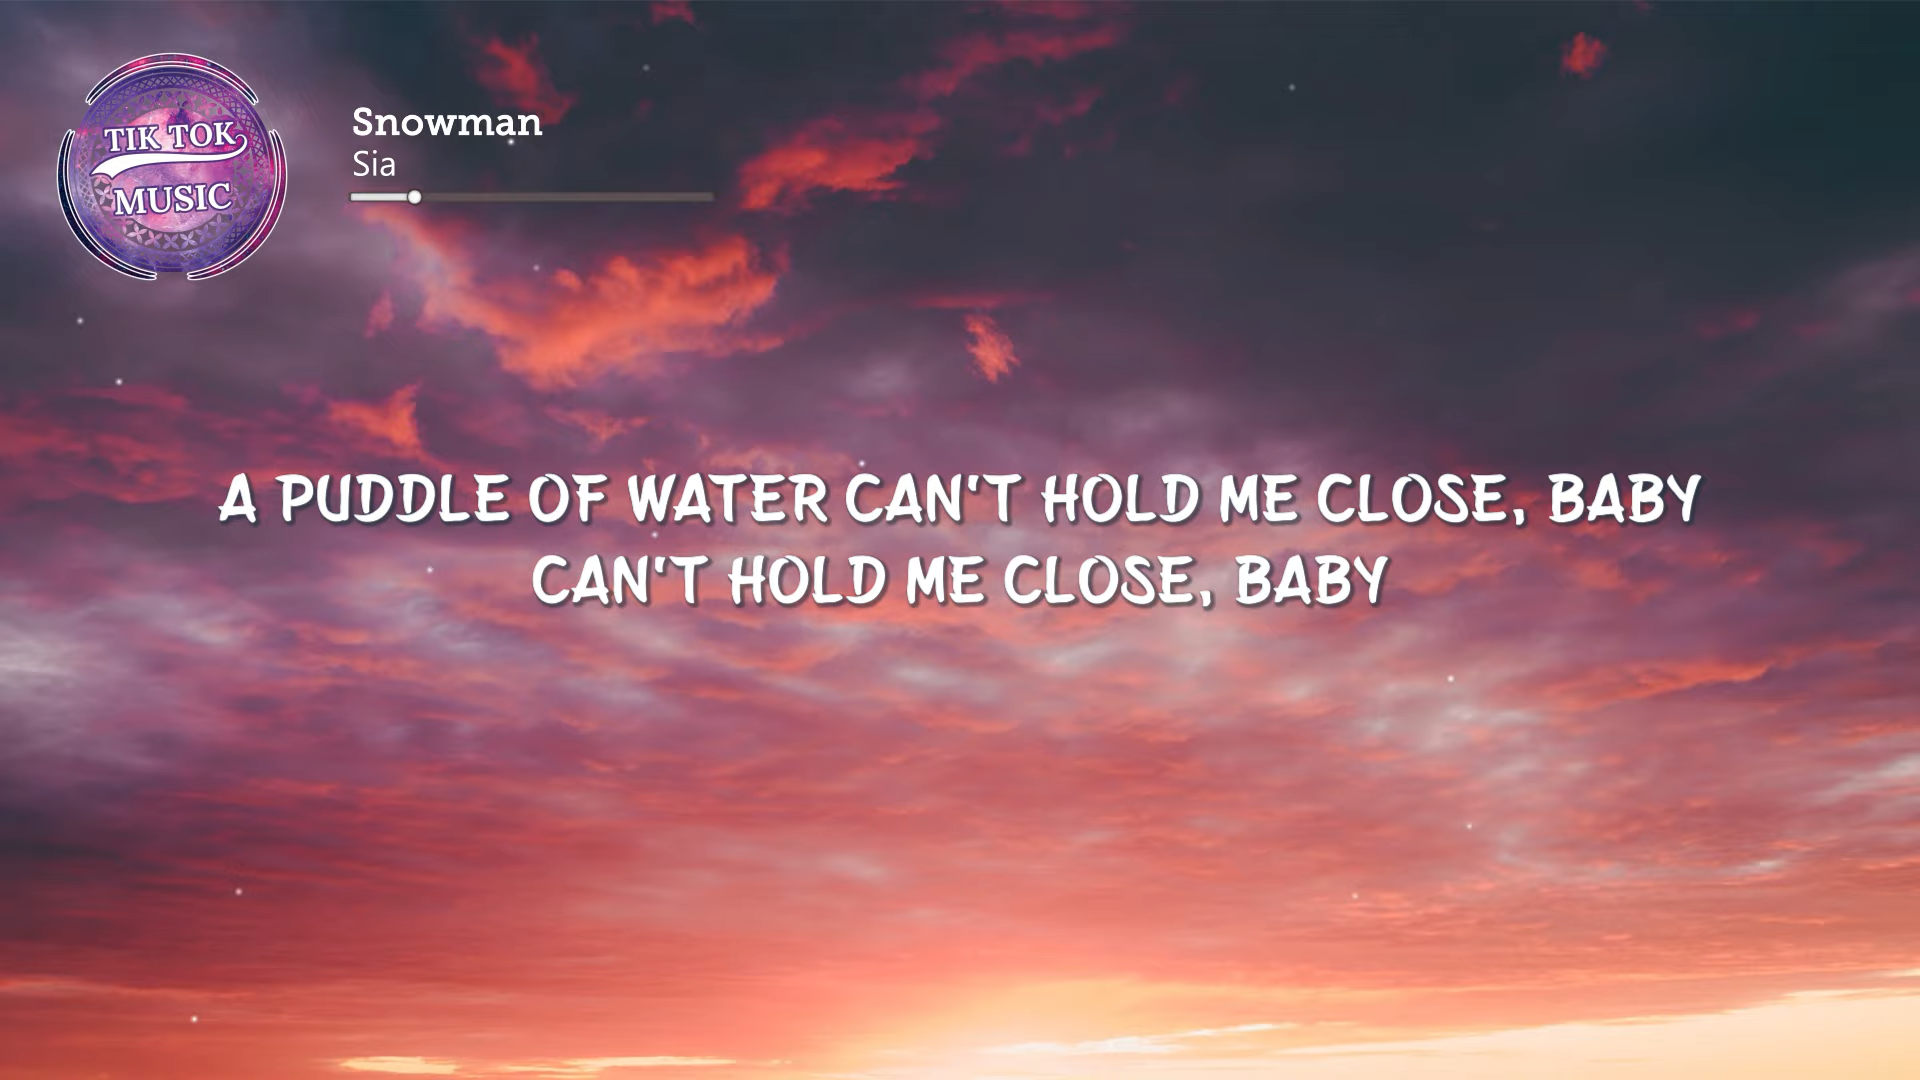 TIK TOK
MUSIC
Snowman
Sia
A PUDDLE OF WATER CAN'T HOLD ME CLOSE, BABY
CAN'T HOLD ME CLOSE, BABY